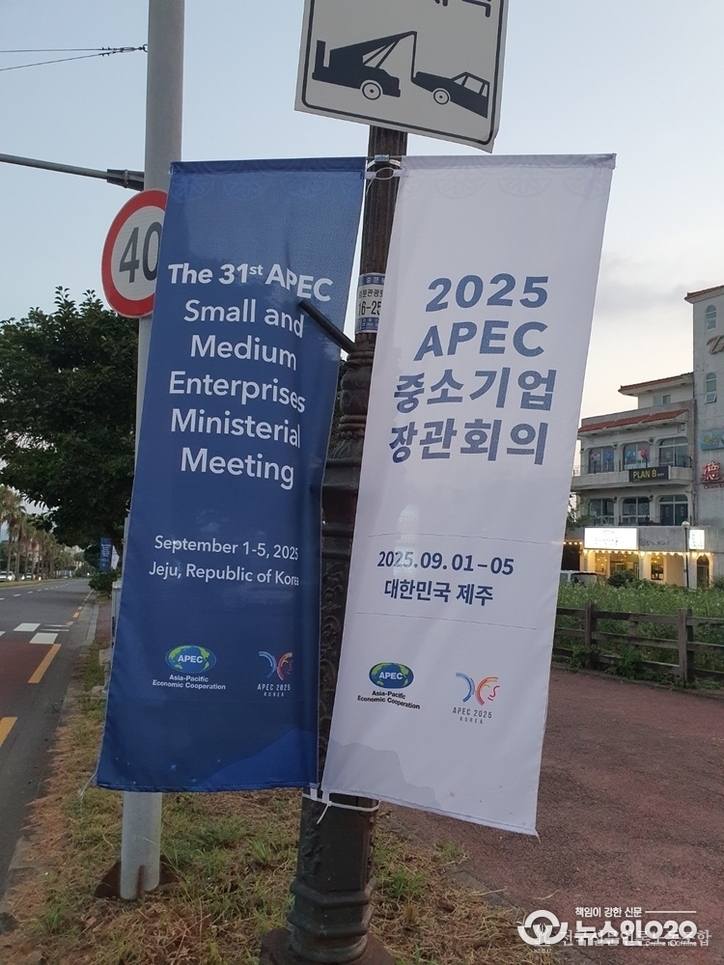 40
The 31st APEC
Small and
Medium
Enterprises
Ministerial
Meeting
September 1-5, 2025
Jeju, Republic of Korea
APEC
Asia-Pacific
Economic Cooperation
APEC 2025
KOREA
16-25
2025
APEC
중소기업
장관회의
2025.09.01-05
대한민국 제주
APEC
Asia-Pacific
Economic Cooperation
APEC 2025
KOREA
PLAN B
책임이 강한 신문
뉴스인020